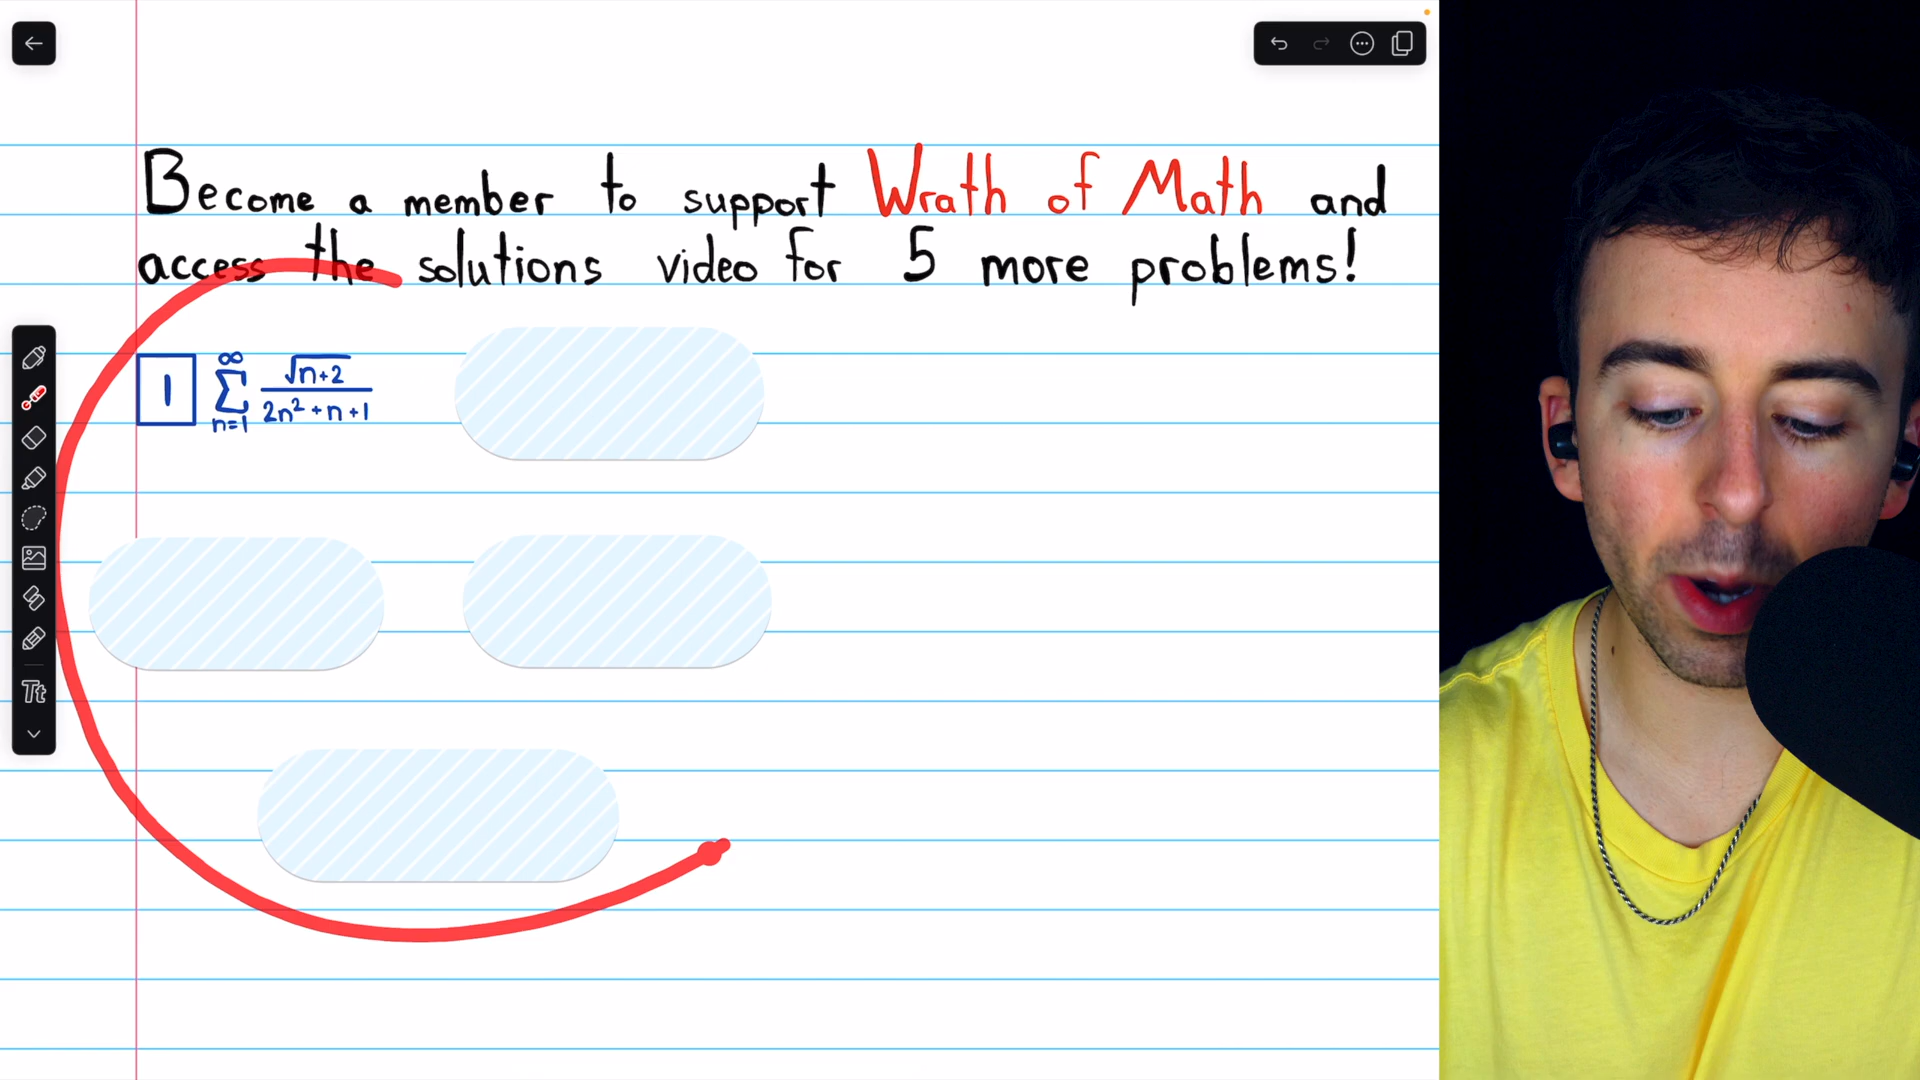 Become a member to support Wrath of Math and
access the solutions video for 5 more problems!
1 ∞ ∑ n=1 √n+2 / 2n² + n + 1
Tt